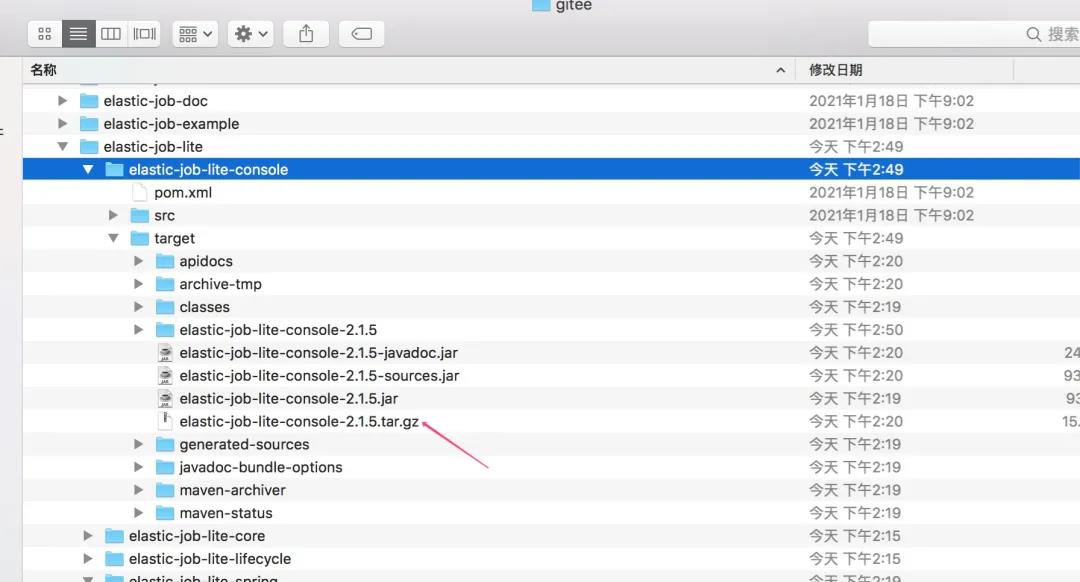 gitee
搜索
名称 修改日期
elastic-job-doc 2021年1月18日 下午9:02
elastic-job-example 2021年1月18日 下午9:02
elastic-job-lite 今天 下午2:49
elastic-job-lite-console 今天 下午2:49
pom.xml 2021年1月18日 下午9:02
src 2021年1月18日 下午9:02
target 今天 下午2:49
apidocs 今天 下午2:20
archive-tmp 今天 下午2:20
classes 今天 下午2:19
elastic-job-lite-console-2.1.5 今天 下午2:50
elastic-job-lite-console-2.1.5-javadoc.jar 今天 下午2:20 24
elastic-job-lite-console-2.1.5-sources.jar 今天 下午2:20 93
elastic-job-lite-console-2.1.5.jar 今天 下午2:19 93
elastic-job-lite-console-2.1.5.tar.gz 今天 下午2:20 15.
generated-sources 今天 下午2:19
javadoc-bundle-options 今天 下午2:19
maven-archiver 今天 下午2:19
maven-status 今天 下午2:19
elastic-job-lite-core 今天 下午2:15
elastic-job-lite-lifecycle 今天 下午2:15
elastic-job-lite-spring 今天 下午2:19